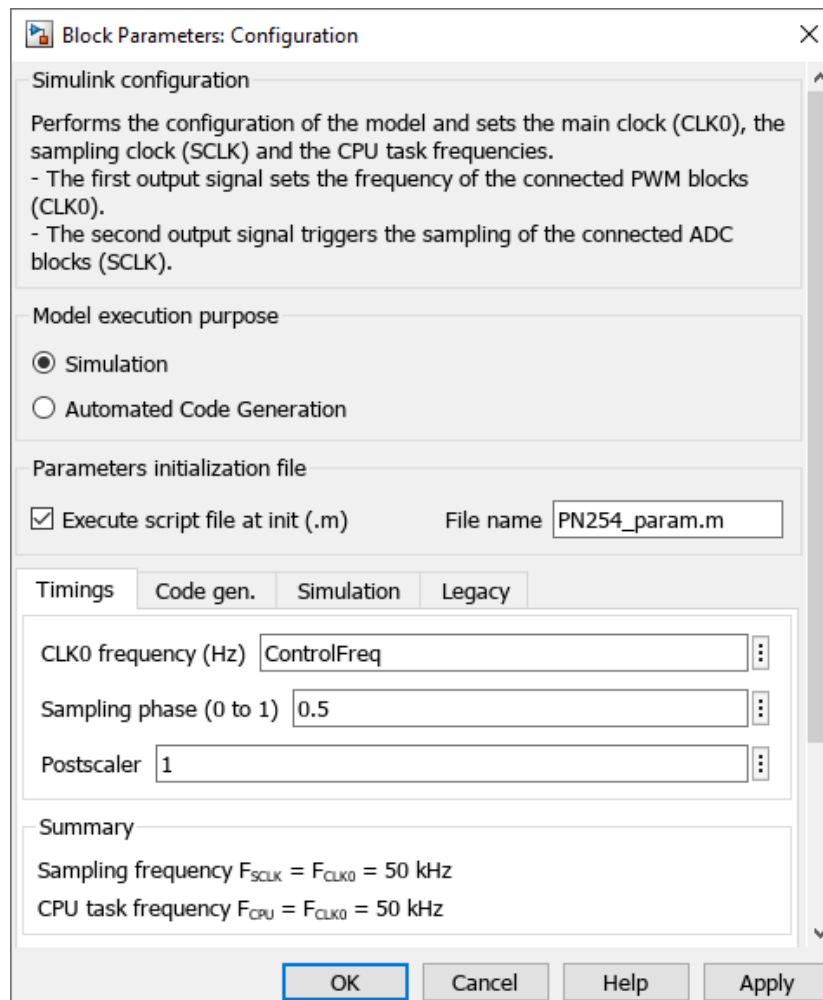 Block Parameters: Configuration
Simulink configuration
Performs the configuration of the model and sets the main clock (CLK0), the
sampling clock (SCLK) and the CPU task frequencies.
- The first output signal sets the frequency of the connected PWM blocks
(CLK0).
- The second output signal triggers the sampling of the connected ADC
blocks (SCLK).
Model execution purpose
Simulation
Automated Code Generation
Parameters initialization file
Execute script file at init (.m) File name PN254_param.m
Timings Code gen. Simulation Legacy
CLK0 frequency (Hz) ControlFreq
Sampling phase (0 to 1) 0.5
Postscaler 1
Summary
Sampling frequency FSCLK = FCLK0 = 50 kHz
CPU task frequency FCPU = FCLK0 = 50 kHz
OK Cancel Help Apply